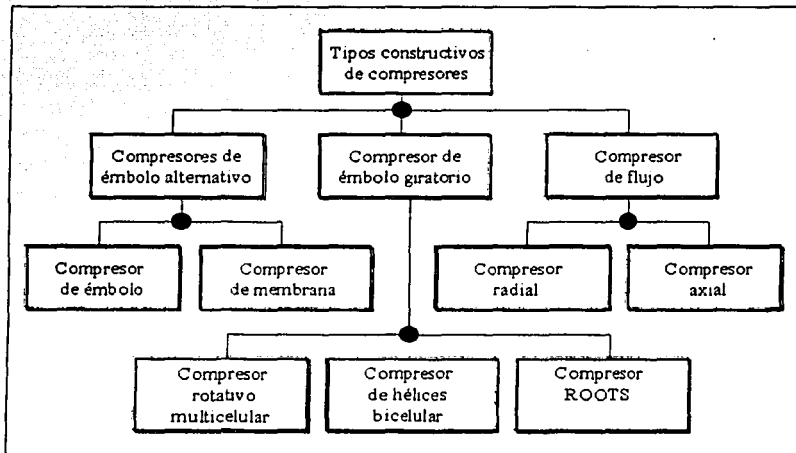 Tipos constructivos
de compresores
Compresores de
émbolo alternativo
Compresor de
émbolo giratorio
Compresor
de flujo
Compresor
de émbolo
Compresor
de membrana
Compresor
radial
Compresor
axial
Compresor
rotativo
multicelular
Compresor
de hélices
bicelular
Compresor
ROOTS